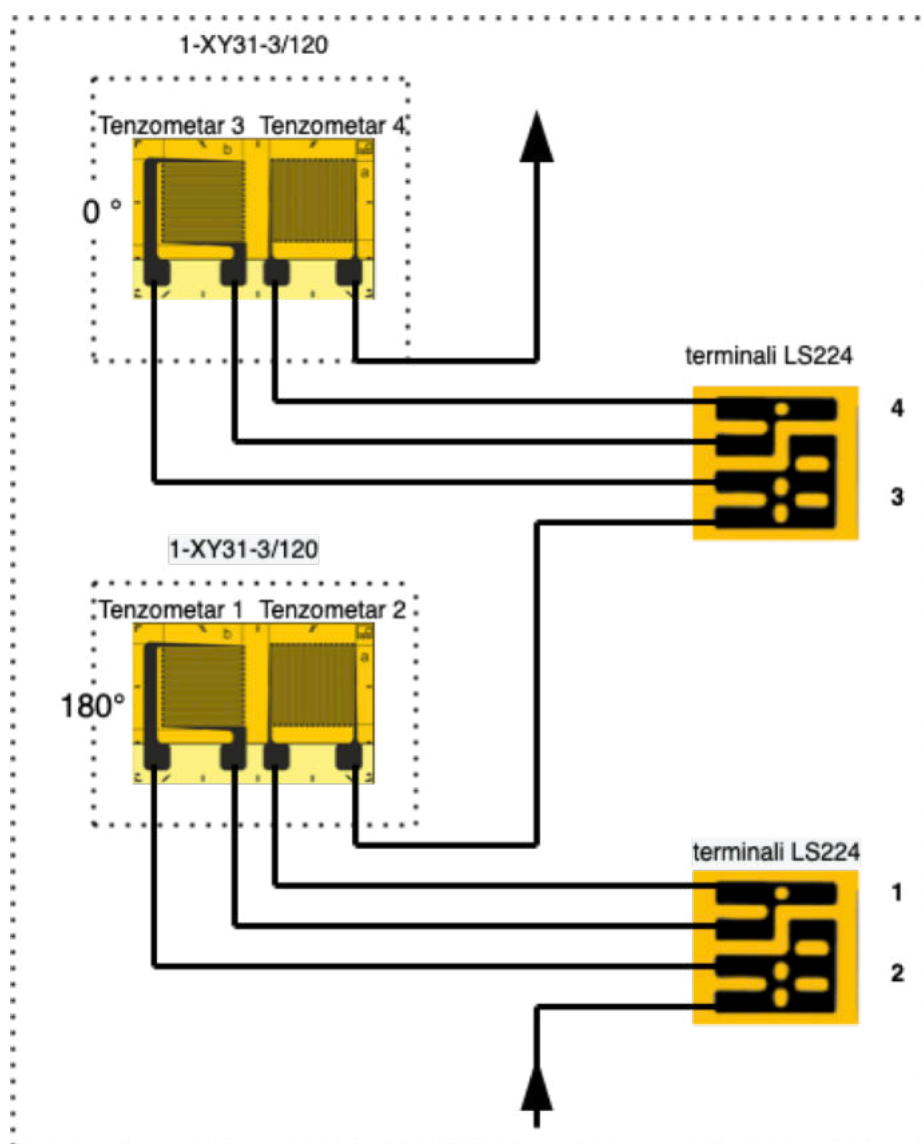 1-XY31-3/120
Tenzometar 3 Tenzometar 4
b
a
0 °
terminali LS224
4
3
1-XY31-3/120
Tenzometar 1 Tenzometar 2
b
a
180°
terminali LS224
1
2